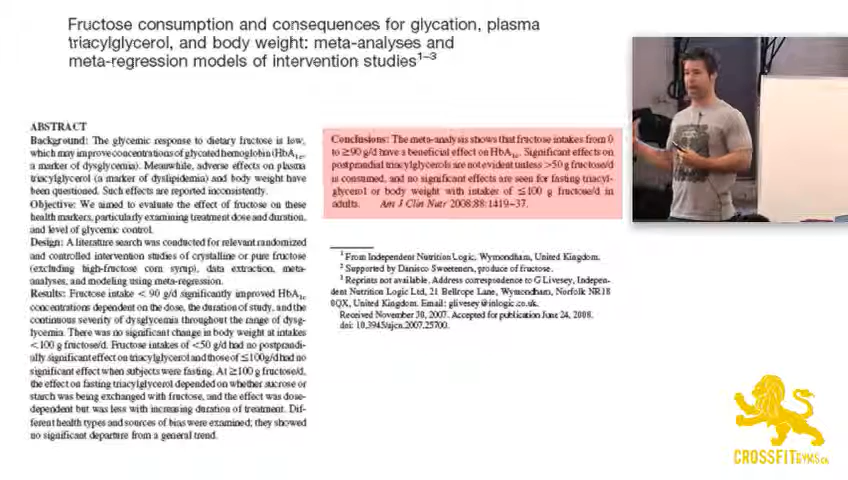 Fructose consumption and consequences for glycation, plasma
triacylglycerol, and body weight: meta-analyses and
meta-regression models of intervention studies1–3
ABSTRACT
Background: The glycemic response to dietary fructose is low,
which may improve concentrations of glycated hemoglobin (HbA1c,
a marker of dysglycemia). Meanwhile, adverse effects on plasma
triacylglycerol (a marker of dyslipidemia) and body weight have
been questioned. Such effects are reported inconsistently.
Objective: We aimed to evaluate the effect of fructose on these
health markers, particularly examining treatment dose and duration,
and level of glycemic control.
Design: A literature search was conducted for relevant randomized
and controlled intervention studies of crystalline or pure fructose
(excluding high-fructose corn syrup), data extraction, meta-
analyses, and modeling using meta-regression.
Results: Fructose intake < 90 g/d significantly improved HbA1c
concentrations dependent on the dose, the duration of study, and the
continuous severity of dysglycemia throughout the range of dysg-
lycemia. There was no significant change in body weight at intakes
<100 g fructose/d. Fructose intakes of <50 g/d had no postprandi-
ally significant effect on triacylglycerol and those of ≤100g/d had no
significant effect when subjects were fasting. At ≥100 g fructose/d,
the effect on fasting triacylglycerol depended on whether sucrose or
starch was being exchanged with fructose, and the effect was dose-
dependent but was less with increasing duration of treatment. Dif-
ferent health types and sources of bias were examined; they showed
no significant departure from a general trend.
Conclusions: The meta-analysis shows that fructose intakes from 0
to ≥90 g/d have a beneficial effect on HbA1c. Significant effects on
postprandial triacylglycerols are not evident unless >50 g fructose/d
is consumed, and no significant effects are seen for fasting triacyl-
glycerol or body weight with intakes of ≤100 g fructose/d in
adults. Am J Clin Nutr 2008;88:1419–37.
1 From Independent Nutrition Logic, Wymondham, United Kingdom.
2 Supported by Danisco Sweeteners, produce of fructose.
3 Reprints not available. Address correspondence to G Livesey, Indepen-
dent Nutrition Logic Ltd, 21 Bellrope Lane, Wymondham, Norfolk NR18
0QX, United Kingdom. Email: glivesey@inlogic.co.uk.
Received November 30, 2007. Accepted for publication June 24, 2008.
doi: 10.3945/ajcn.2007.25700.
CROSSFITGYMS.CA